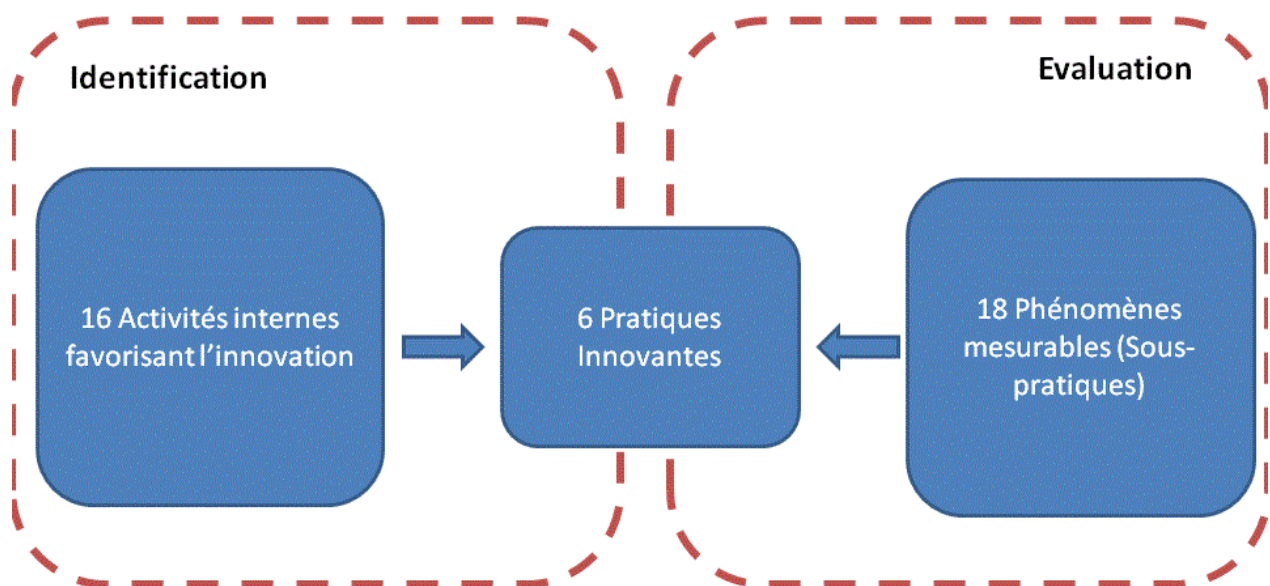 Identification
Evaluation
16 Activités internes
favorisant l’innovation
6 Pratiques
Innovantes
18 Phénomènes
mesurables (Sous-
pratiques)